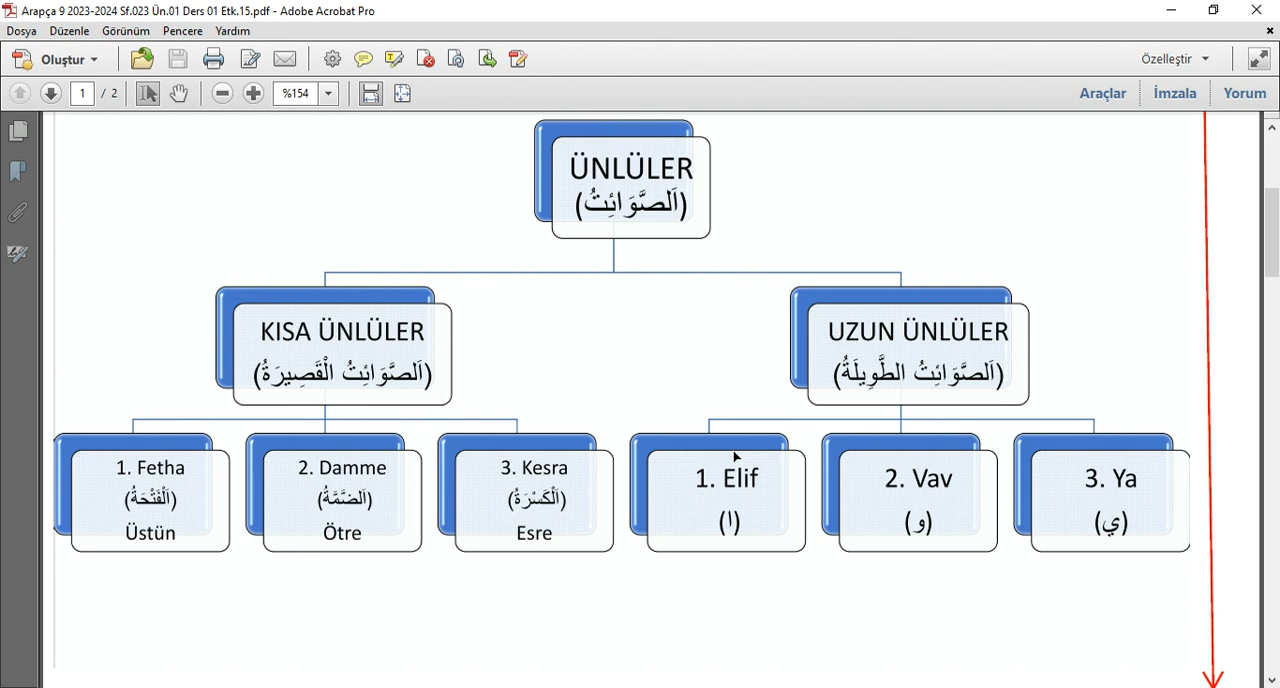 Arapça 9 2023-2024 Sf.023 Ün.01 Ders 01 Etk.15.pdf - Adobe Acrobat Pro
Dosya Düzenle Görünüm Pencere Yardım
Oluştur Özelleştir
1 / 2 %154 Araçlar İmzala Yorum
ÜNLÜLER
(اَلصَّوَائِتُ)
KISA ÜNLÜLER
(اَلصَّوَائِتُ الْقَصِيرَةُ)
UZUN ÜNLÜLER
(اَلصَّوَائِتُ الطَّوِيلَةُ)
1. Fetha
(اَلْفَتْحَةُ)
Üstün
2. Damme
(اَلضَّمَّةُ)
Ötre
3. Kesra
(اَلْكَسْرَةُ)
Esre
1. Elif
(ا)
2. Vav
(و)
3. Ya
(ي)